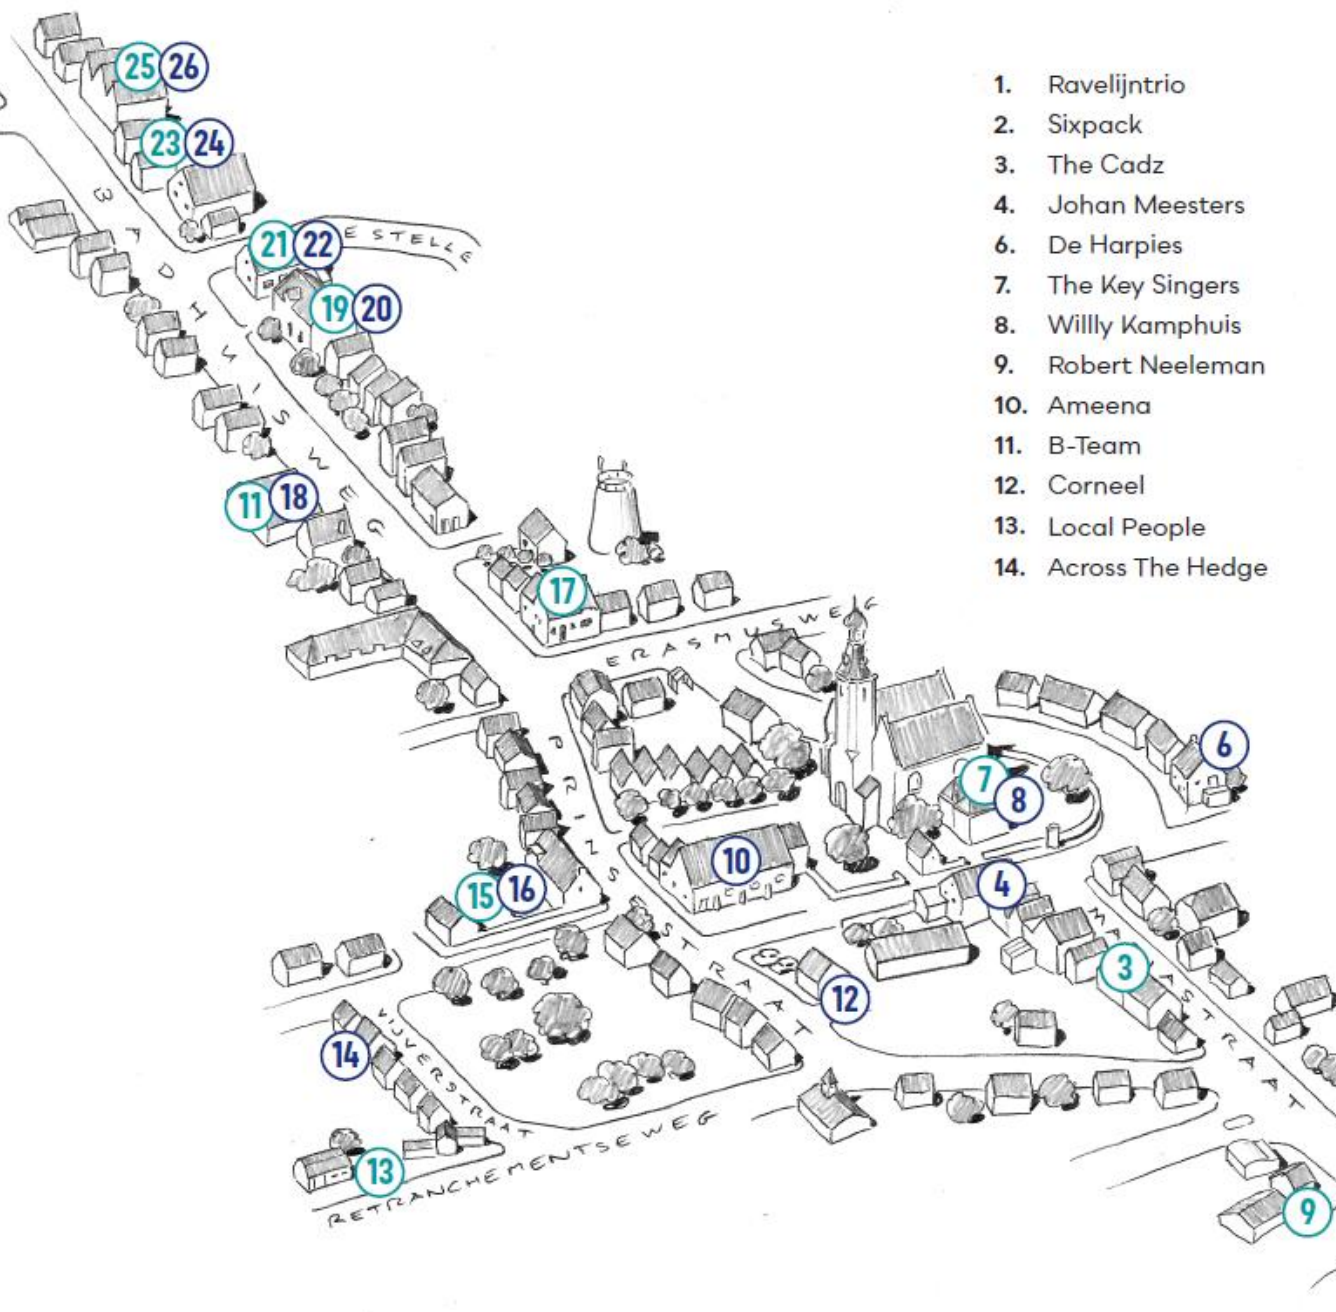 25 26
23 24
BADHUISWEG
21 22 ESTELLE
19 20
11 18
17
ERASMUSWEG
1. Ravelijntrio
2. Sixpack
3. The Cadz
4. Johan Meesters
6. De Harpies
7. The Key Singers
8. Willly Kamphuis
9. Robert Neeleman
10. Ameena
11. B-Team
12. Corneel
13. Local People
14. Across The Hedge
6
7
8
PRINSESTRAAT
10
15 16
4
MARIASTRAAT
3
12
14
VIJVERSTRAAT
13
RETRANCHEMENTSEWEG
9